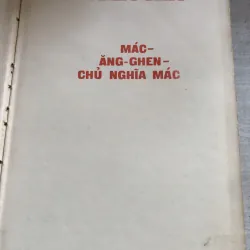 MÁC-
ĂNG-GHEN-
CHỦ NGHĨA MÁC